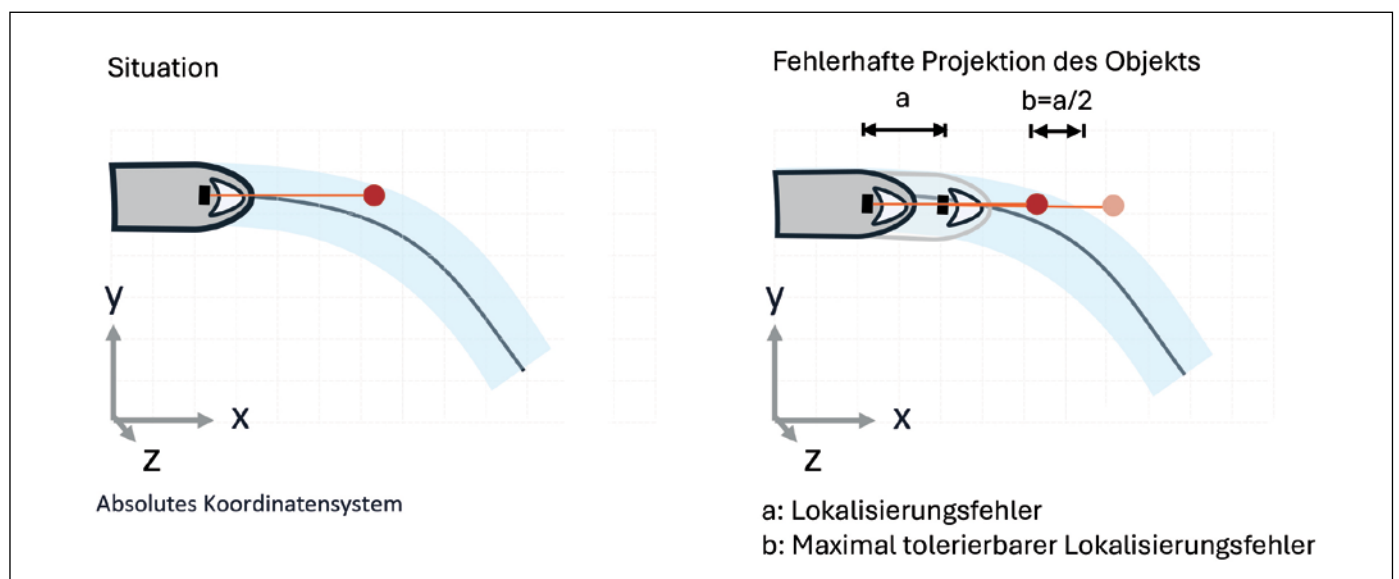 Situation
y
x
z
Absolutes Koordinatensystem
Fehlerhafte Projektion des Objekts
a
b=a/2
y
x
z
a: Lokalisierungsfehler
b: Maximal tolerierbarer Lokalisierungsfehler